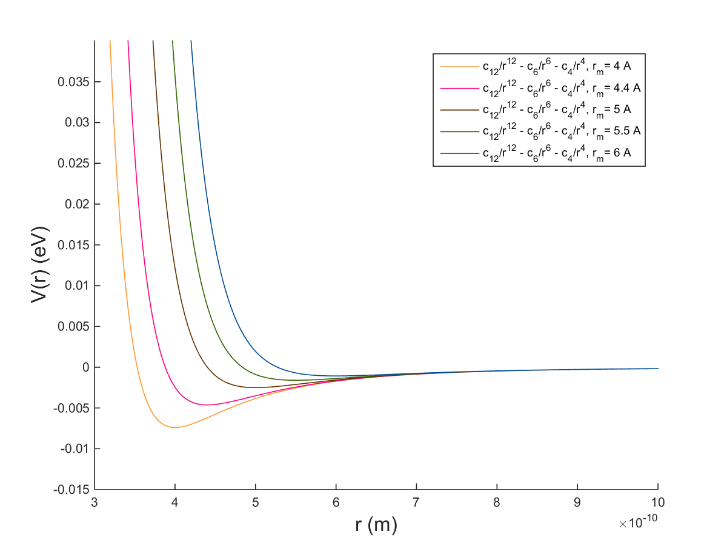 c12/r12 - c6/r6 - c4/r4, rm= 4 A
c12/r12 - c6/r6 - c4/r4, rm= 4.4 A
c12/r12 - c6/r6 - c4/r4, rm= 5 A
c12/r12 - c6/r6 - c4/r4, rm= 5.5 A
c12/r12 - c6/r6 - c4/r4, rm= 6 A
V(r) (eV)
0.035
0.03
0.025
0.02
0.015
0.01
0.005
0
-0.005
-0.01
-0.015
3 4 5 6 7 8 9 10
r (m)
×10-10